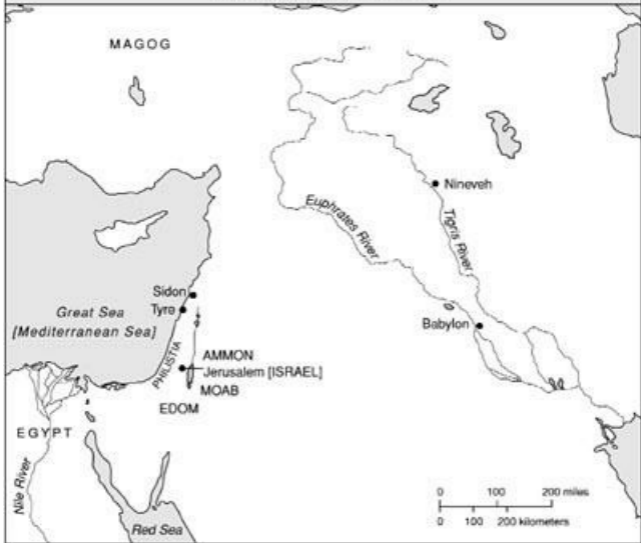 MAGOG
Nineveh
Euphrates River
Tigris River
Sidon
Tyre
Great Sea
[Mediterranean Sea]
Babylon
PHILISTIA
AMMON
Jerusalem [ISRAEL]
MOAB
EDOM
EGYPT
Nile River
Red Sea
0 100 200 miles
0 100 200 kilometers